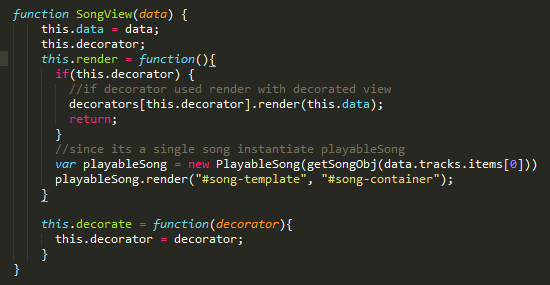 function SongView(data) {
    this.data = data;
    this.decorator;
    this.render = function(){
      if(this.decorator) {
        //if decorator used render with decorated view
        decorators[this.decorator].render(this.data);
        return;
      }
      //since its a single song instantiate playableSong
      var playableSong = new PlayableSong(getSongObj(data.tracks.items[0]))
      playableSong.render("#song-template", "#song-container");
    }

    this.decorate = function(decorator){
      this.decorator = decorator;
    }
}